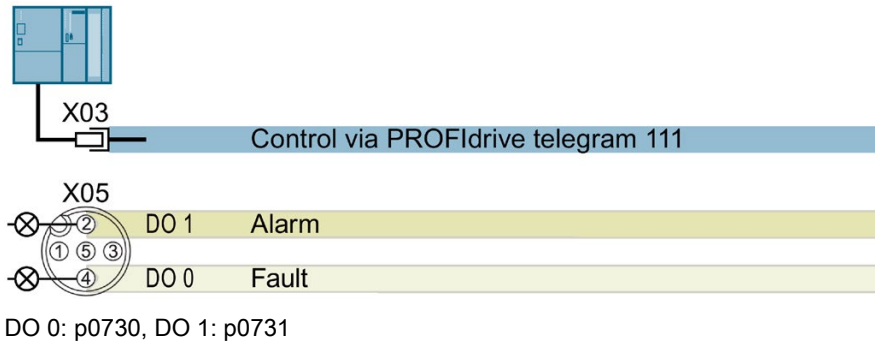 X03
Control via PROFIdrive telegram 111
X05
2 DO 1 Alarm
1 5 3
4 DO 0 Fault
DO 0: p0730, DO 1: p0731